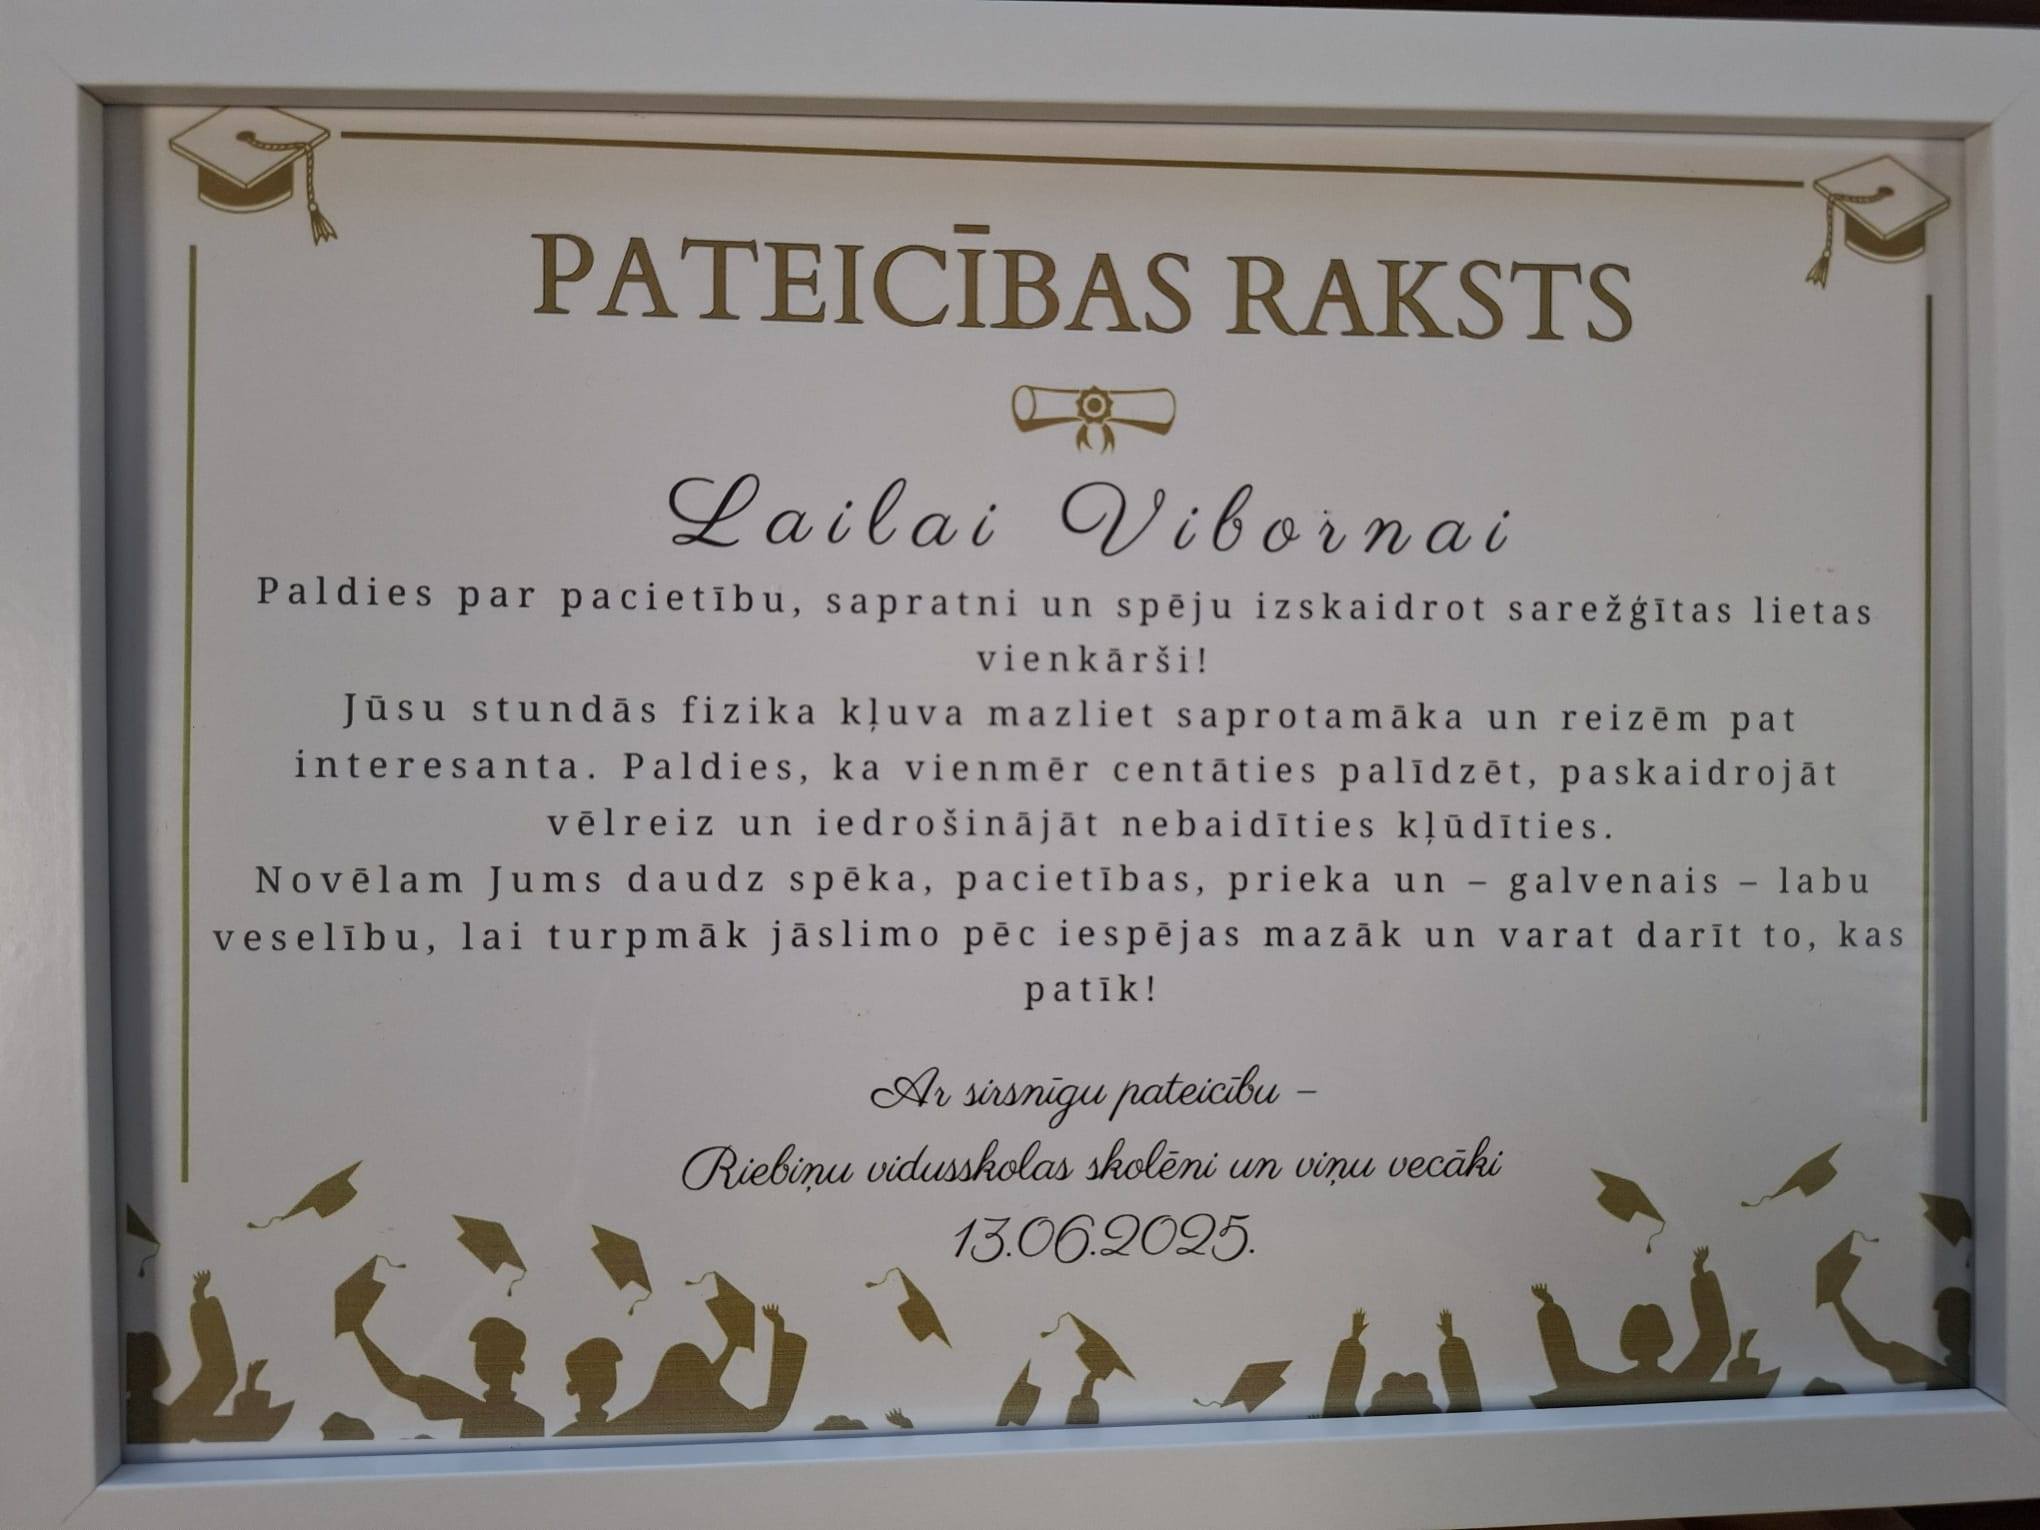 PATEICĪBAS RAKSTS
Lailai Vibornai
Paldies par pacietību, sapratni un spēju izskaidrot sarežģītas lietas
vienkārši!
Jūsu stundās fizika kļuva mazliet saprotamāka un reizēm pat
interesanta. Paldies, ka vienmēr centāties palīdzēt, paskaidrojāt
vēlreiz un iedrošinājāt nebaidīties kļūdīties.
Novēlam Jums daudz spēka, pacietības, prieka un – galvenais – labu
veselību, lai turpmāk jāslimo pēc iespējas mazāk un varat darīt to, kas
patīk!
Ar sirsnīgu pateicību –
Riebiņu vidusskolas skolēni un viņu vecāki
13.06.2025.